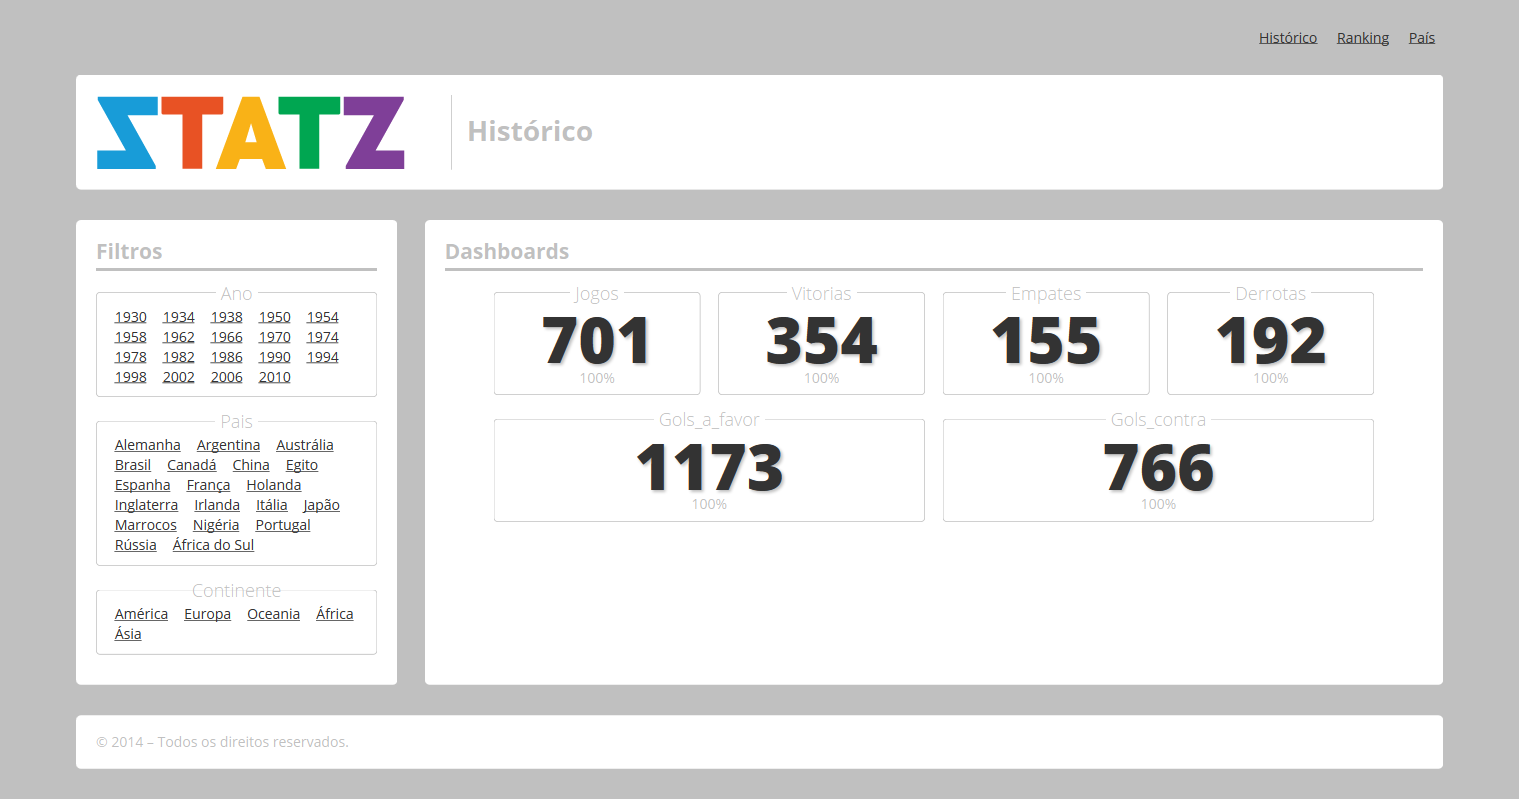 Histórico Ranking País
STATZ
Histórico
Filtros
Ano
1930 1934 1938 1950 1954
1958 1962 1966 1970 1974
1978 1982 1986 1990 1994
1998 2002 2006 2010
Pais
Alemanha Argentina Austrália
Brasil Canadá China Egito
Espanha França Holanda
Inglaterra Irlanda Itália Japão
Marrocos Nigéria Portugal
Rússia África do Sul
Continente
América Europa Oceania África
Ásia
Dashboards
Jogos
701
100%
Vitorias
354
100%
Empates
155
100%
Derrotas
192
100%
Gols_a_favor
1173
100%
Gols_contra
766
100%
© 2014 – Todos os direitos reservados.